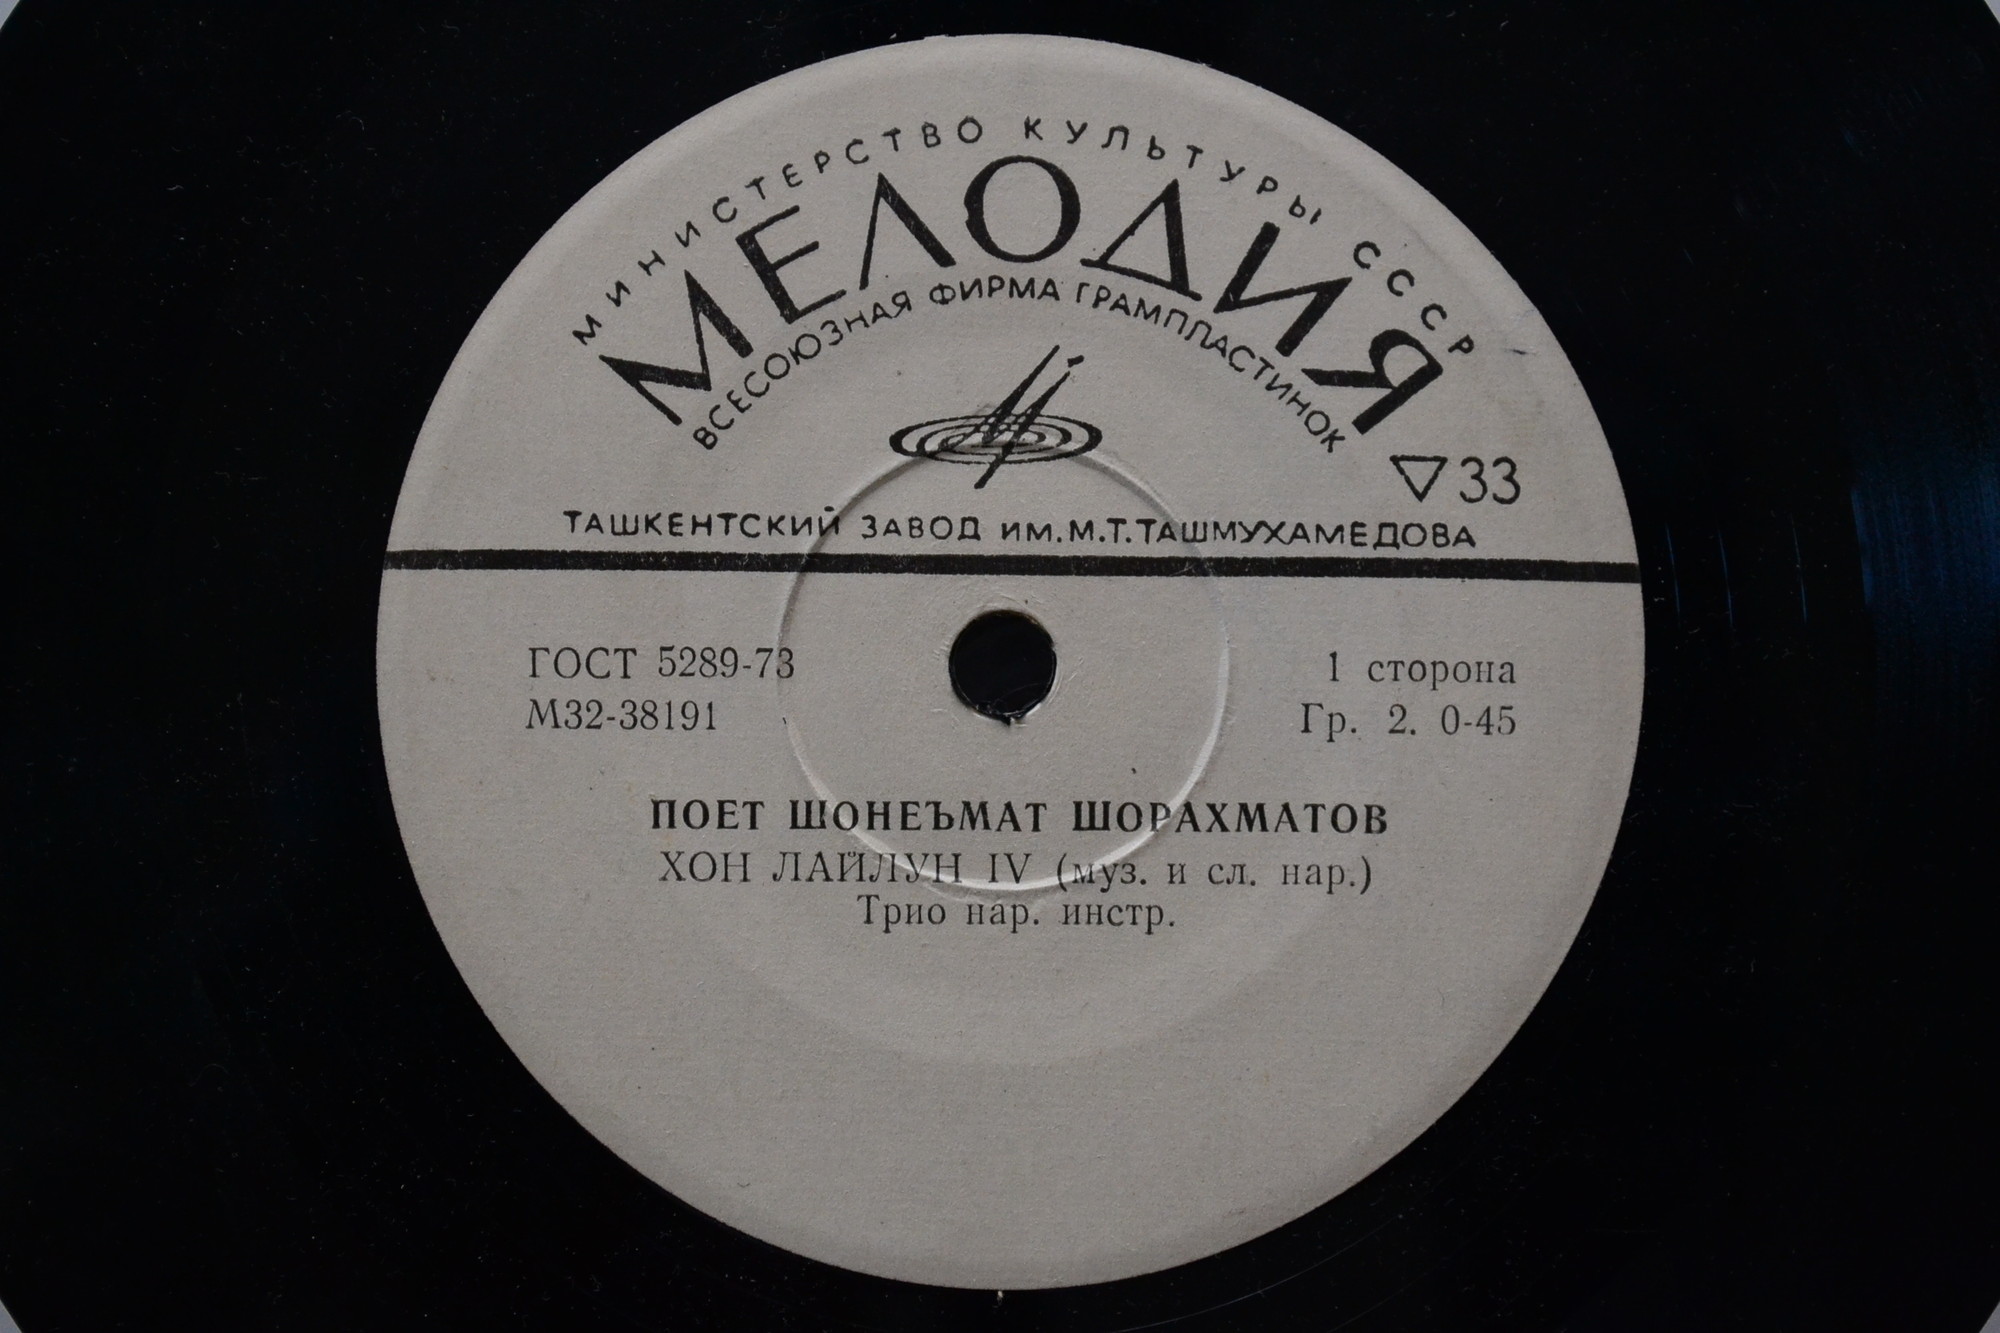 МИНИСТЕРСТВО КУЛЬТУРЫ СССР
МЕЛОДИЯ
ВСЕСОЮЗНАЯ ФИРМА ГРАМПЛАСТИНОК
▽33
ТАШКЕНТСКИЙ ЗАВОД ИМ.М.Т.ТАШМУХАМЕДОВА
ГОСТ 5289-73
1 сторона
М32-38191
Гр. 2. 0-45
ПОЕТ ШОНЕЪМАТ ШОРАХМАТОВ
ХОН ЛАЙЛУН IV (муз. и сл. нар.)
Трио нар. инстр.